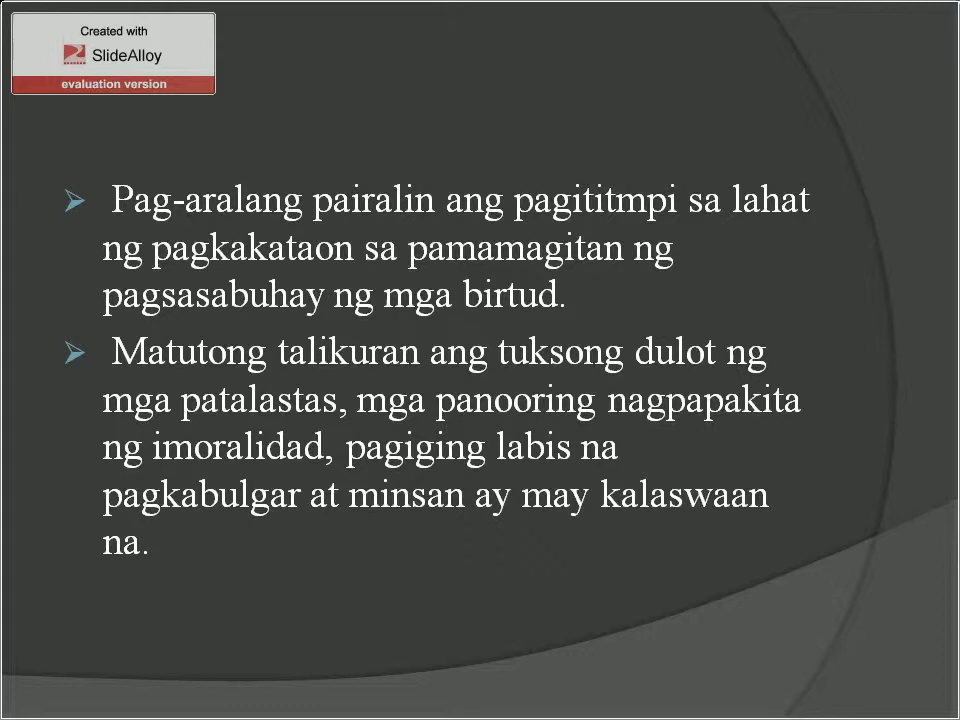 Created with
SlideAlloy
evaluation version
➢ Pag-aralang pairalin ang pagititmpi sa lahat
ng pagkakataon sa pamamagitan ng
pagsasabuhay ng mga birtud.
➢ Matutong talikuran ang tuksong dulot ng
mga patalastas, mga panooring nagpapakita
ng imoralidad, pagiging labis na
pagkabulgar at minsan ay may kalaswaan
na.